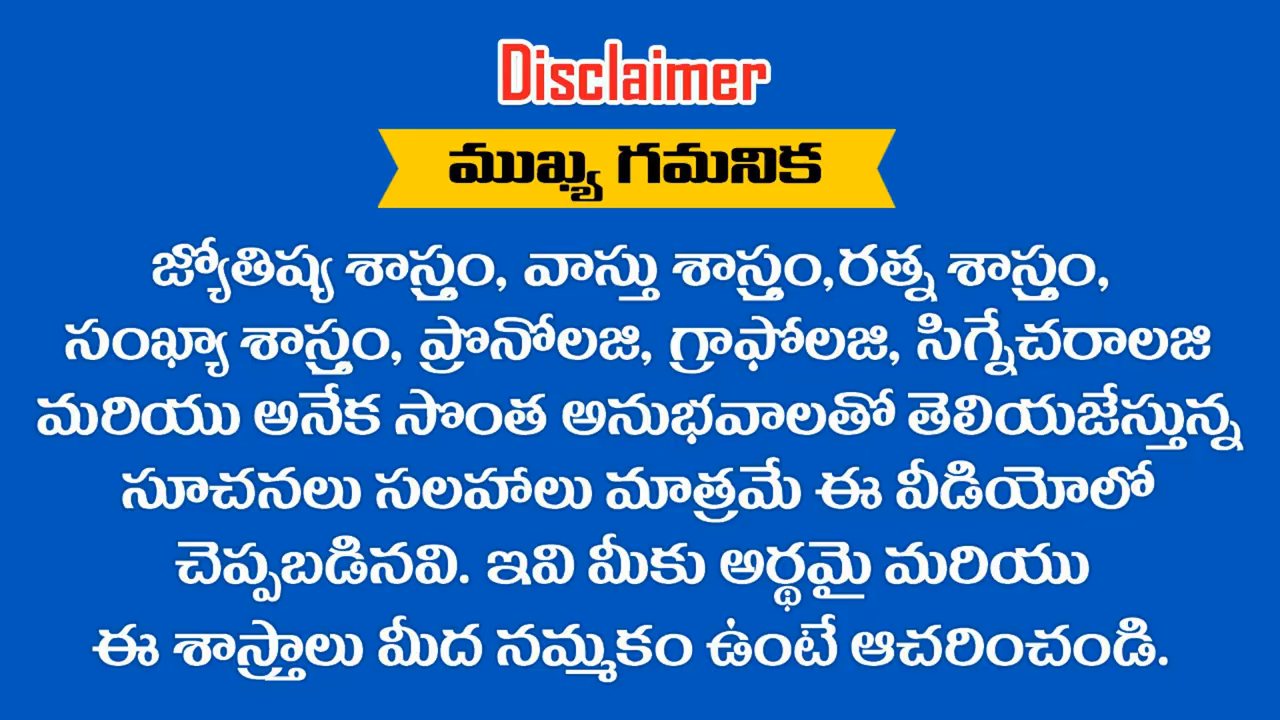 Disclaimer
ముఖ్య గమనిక
జ్యోతిష్య శాస్త్రం, వాస్తు శాస్త్రం,రత్న శాస్త్రం,
సంఖ్యా శాస్త్రం, ప్రొనోలజి, గ్రాఫోలజి, సిగ్నేచరాలజి
మరియు అనేక సొంత అనుభవాలతో తెలియజేస్తున్న
సూచనలు సలహాలు మాత్రమే ఈ వీడియోలో
చెప్పబడినవి. ఇవి మీకు అర్థమై మరియు
ఈ శాస్త్రాలు మీద నమ్మకం ఉంటే ఆచరించండి.